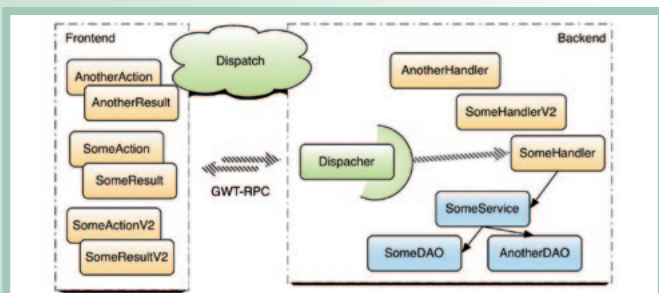 Frontend
Backend
Dispatch
AnotherAction
AnotherResult
AnotherHandler
SomeHandlerV2
SomeAction
SomeResult
GWT-RPC
Dispacher
SomeHandler
SomeActionV2
SomeResultV2
SomeService
SomeDAO
AnotherDAO